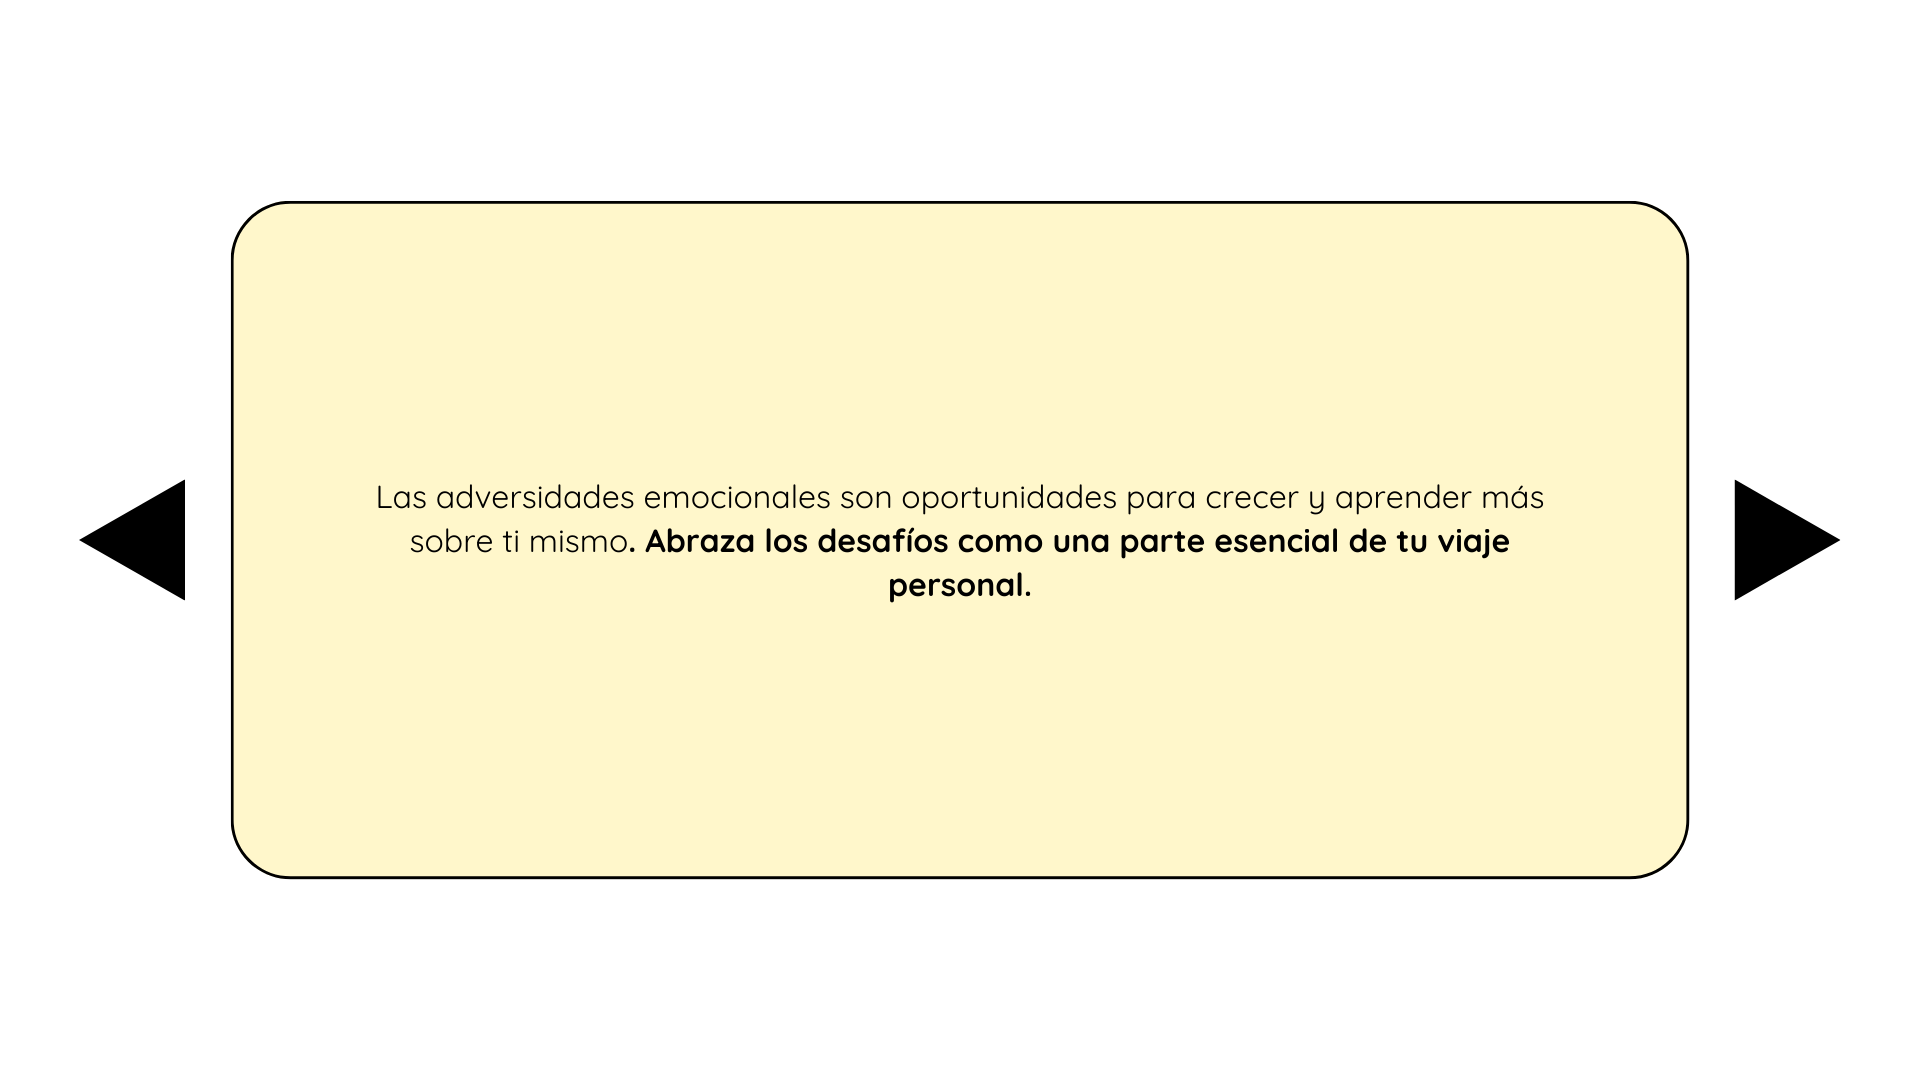 Las adversidades emocionales son oportunidades para crecer y aprender más
sobre ti mismo. Abraza los desafíos como una parte esencial de tu viaje
personal.